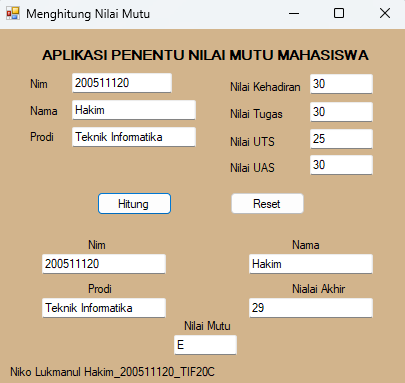 Menghitung Nilai Mutu
APLIKASI PENENTU NILAI MUTU MAHASISWA
Nim 200511120
Nilai Kehadiran 30
Nama Hakim
Nilai Tugas 30
Prodi Teknik Informatika
Nilai UTS 25
Nilai UAS 30
Hitung Reset
Nim Nama
200511120 Hakim
Prodi Nialai Akhir
Teknik Informatika 29
Nilai Mutu
E
Niko Lukmanul Hakim_200511120_TIF20C